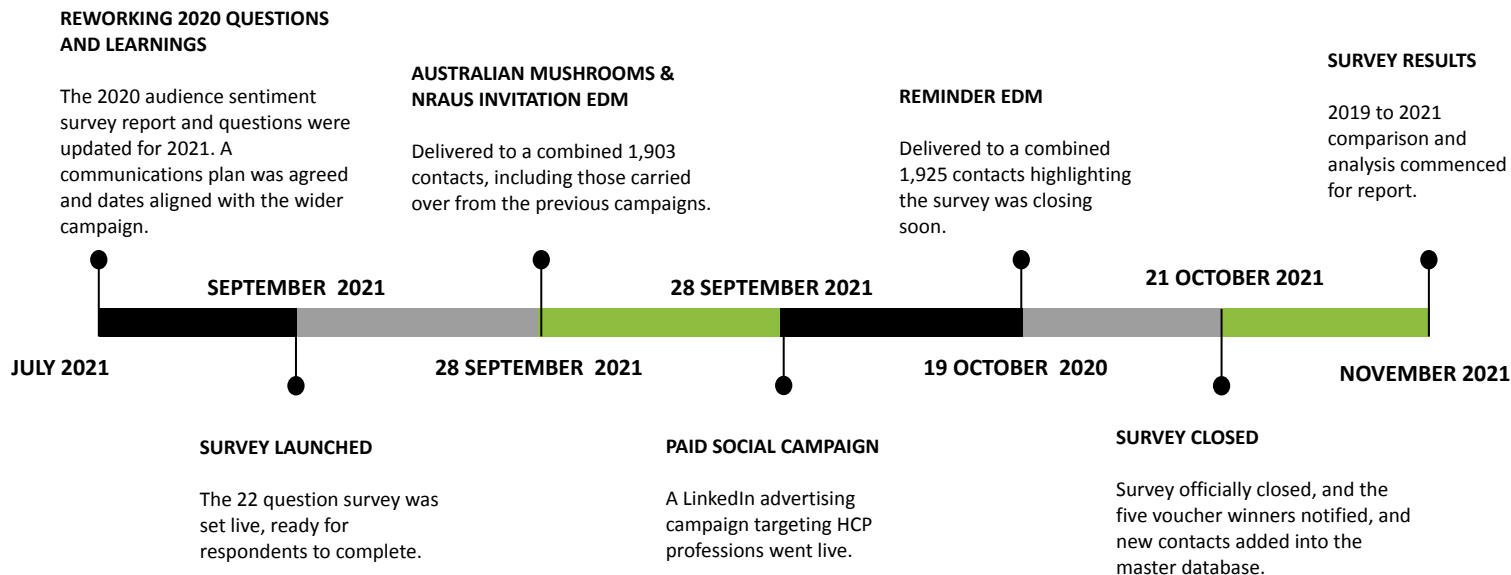 REWORKING 2020 QUESTIONS
AND LEARNINGS
The 2020 audience sentiment
survey report and questions were
updated for 2021. A
communications plan was agreed
and dates aligned with the wider
campaign.
AUSTRALIAN MUSHROOMS &
NRAUS INVITATION EDM
Delivered to a combined 1,903
contacts, including those carried
over from the previous campaigns.
REMINDER EDM
Delivered to a combined
1,925 contacts highlighting
the survey was closing
soon.
SURVEY RESULTS
2019 to 2021
comparison and
analysis commenced
for report.
SEPTEMBER 2021
28 SEPTEMBER 2021
21 OCTOBER 2021
JULY 2021
28 SEPTEMBER 2021
19 OCTOBER 2020
NOVEMBER 2021
SURVEY LAUNCHED
The 22 question survey was
set live, ready for
respondents to complete.
PAID SOCIAL CAMPAIGN
A LinkedIn advertising
campaign targeting HCP
professions went live.
SURVEY CLOSED
Survey officially closed, and the
five voucher winners notified, and
new contacts added into the
master database.